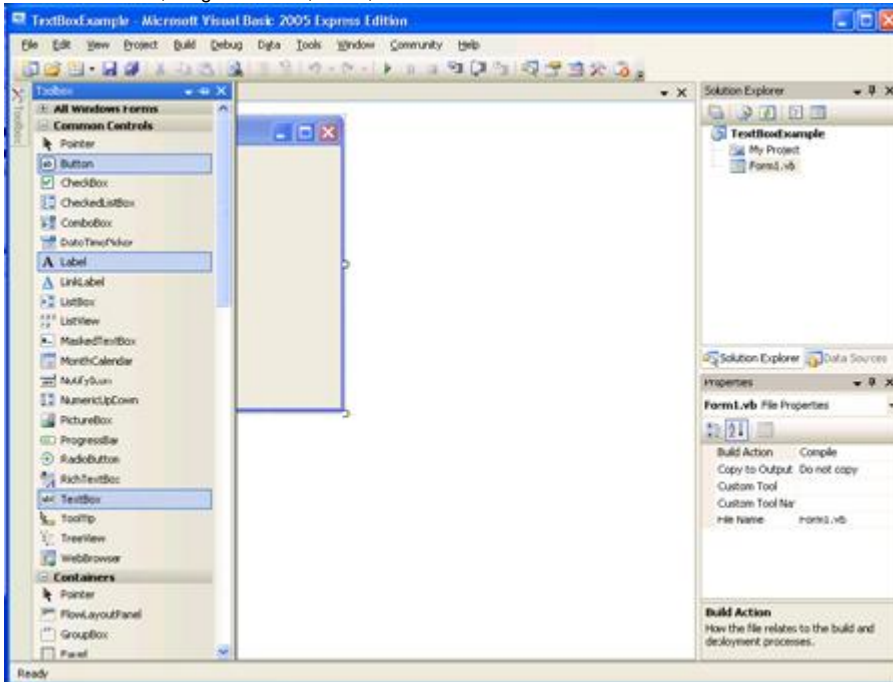 TextBoxExample - Microsoft Visual Basic 2005 Express Edition
File Edit View Project Build Debug Data Tools Window Community Help
Toolbox
Toolbox
All Windows Forms
Common Controls
Pointer
Button
CheckBox
CheckedListBox
ComboBox
DateTimePicker
Label
LinkLabel
ListBox
ListView
MaskedTextBox
MonthCalendar
NotifyIcon
NumericUpDown
PictureBox
ProgressBar
RadioButton
RichTextBox
TextBox
ToolTip
TreeView
WebBrowser
Containers
Pointer
FlowLayoutPanel
GroupBox
Panel
Solution Explorer
TextBoxExample
My Project
Form1.vb
Solution Explorer Data Sources
Properties
Form1.vb File Properties
Build Action Compile
Copy to Output Do not copy
Custom Tool
Custom Tool Nar
File Name Form1.vb
Build Action
How the file relates to the build and
deployment processes.
Ready